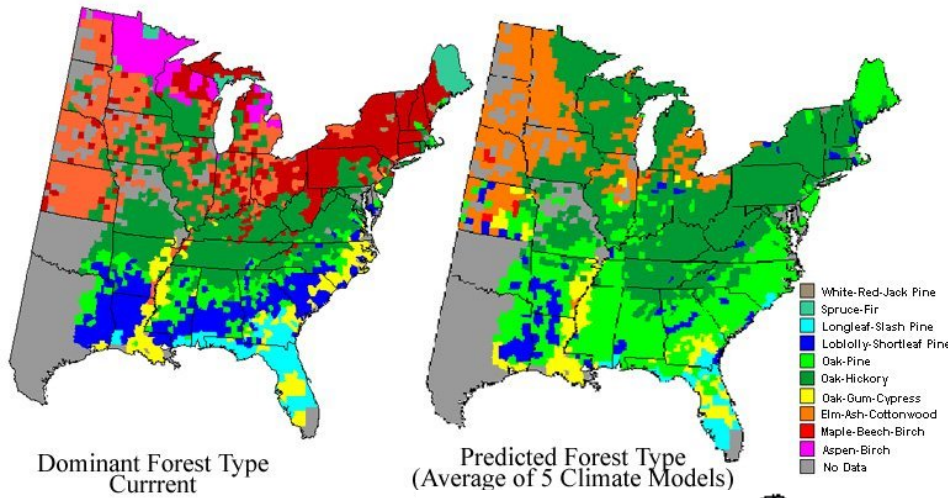 White-Red-Jack Pine
Spruce-Fir
Longleaf-Slash Pine
Loblolly-Shortleaf Pine
Oak-Pine
Oak-Hickory
Oak-Gum-Cypress
Elm-Ash-Cottonwood
Maple-Beech-Birch
Aspen-Birch
No Data
Dominant Forest Type
Currrent
Predicted Forest Type
(Average of 5 Climate Models)